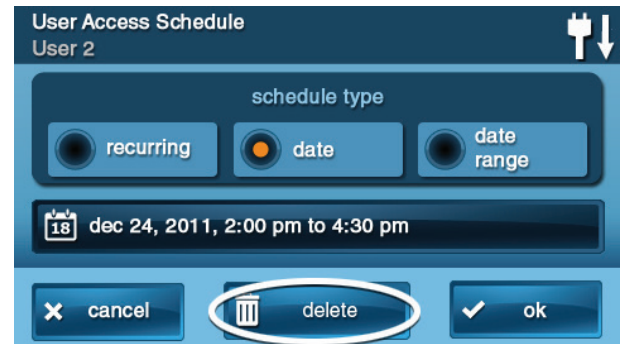 User Access Schedule
User 2
schedule type
recurring
date
date
range
18 dec 24, 2011, 2:00 pm to 4:30 pm
cancel
delete
ok